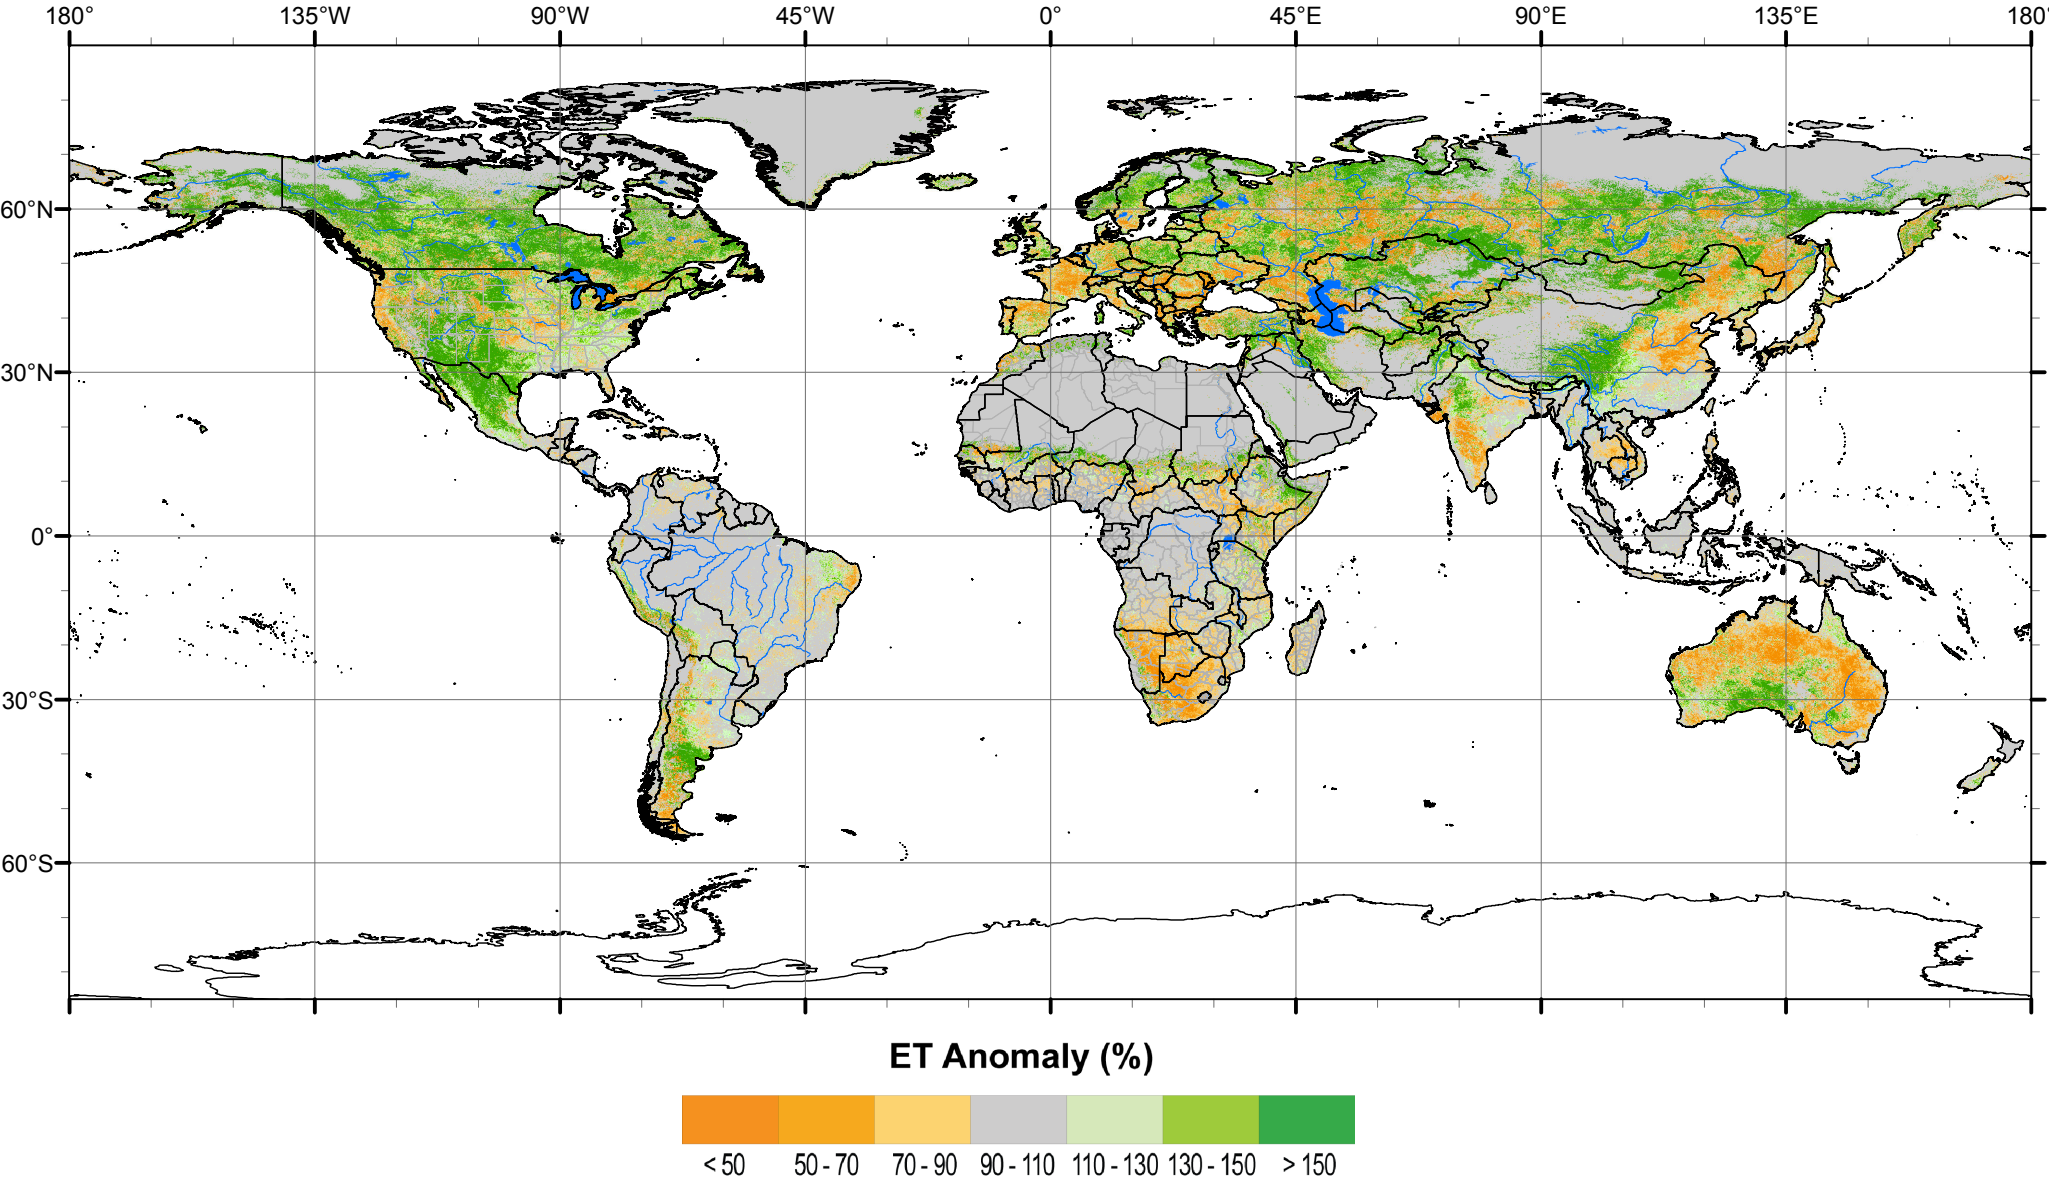 180° 135°W 90°W 45°W 0° 45°E 90°E 135°E 180°
60°N
30°N
0°
30°S
60°S
ET Anomaly (%)
< 50 50 - 70 70 - 90 90 - 110 110 - 130 130 - 150 > 150